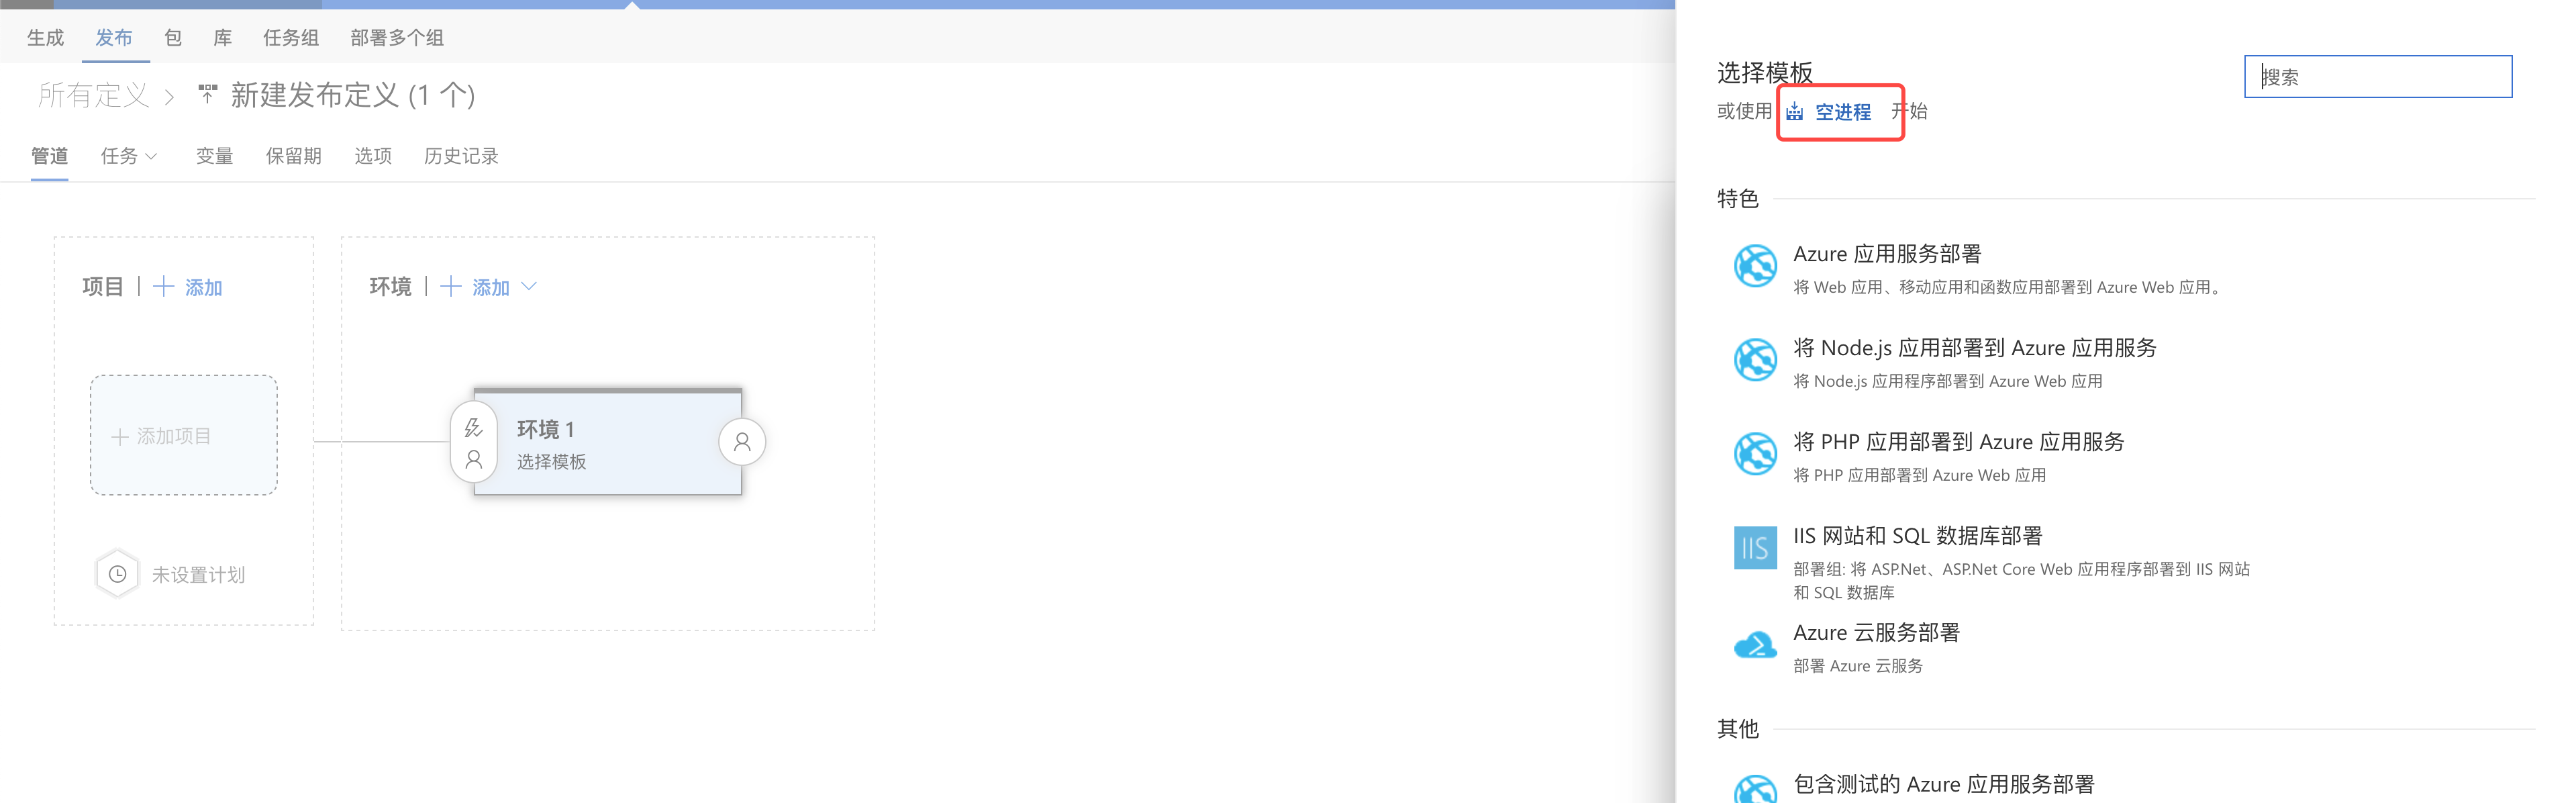 生成 发布 包 库 任务组 部署多个组
所有定义 > 新建发布定义 (1 个)
管道 任务 变量 保留期 选项 历史记录
项目 | + 添加
环境 | + 添加
+ 添加项目
环境 1
选择模板
未设置计划
选择模板
搜索
或使用 空进程 开始
特色
Azure 应用服务部署
将 Web 应用、移动应用和函数应用部署到 Azure Web 应用。
将 Node.js 应用部署到 Azure 应用服务
将 Node.js 应用程序部署到 Azure Web 应用
将 PHP 应用部署到 Azure 应用服务
将 PHP 应用部署到 Azure Web 应用
IIS
IIS 网站和 SQL 数据库部署
部署组: 将 ASP.Net、ASP.Net Core Web 应用程序部署到 IIS 网站
和 SQL 数据库
Azure 云服务部署
部署 Azure 云服务
其他
包含测试的 Azure 应用服务部署